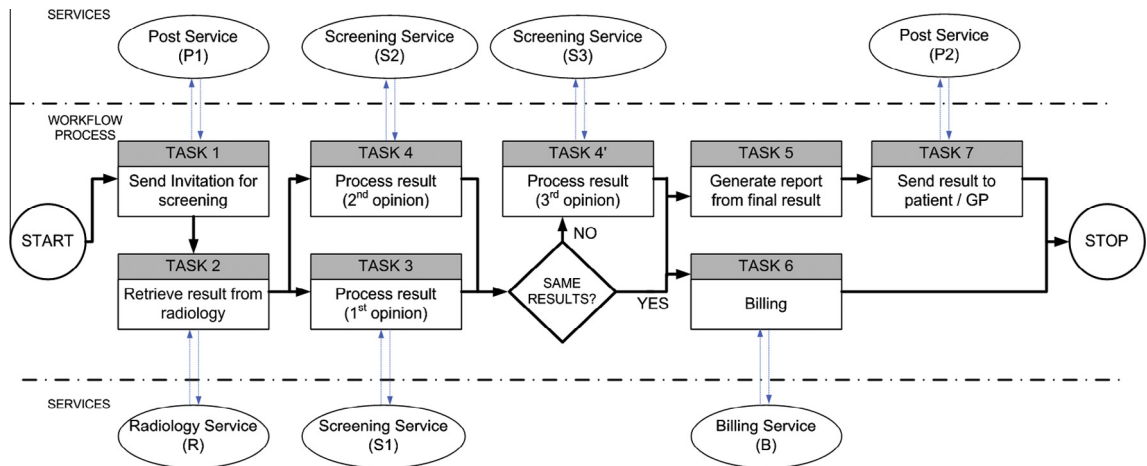 SERVICES
Post Service
(P1)
Screening Service
(S2)
Screening Service
(S3)
Post Service
(P2)
WORKFLOW
PROCESS
TASK 1
Send Invitation for
screening
TASK 4
Process result
(2nd opinion)
TASK 4'
Process result
(3rd opinion)
TASK 5
Generate report
from final result
TASK 7
Send result to
patient / GP
START
STOP
NO
TASK 2
Retrieve result from
radiology
TASK 3
Process result
(1st opinion)
SAME
RESULTS?
YES
TASK 6
Billing
SERVICES
Radiology Service
(R)
Screening Service
(S1)
Billing Service
(B)